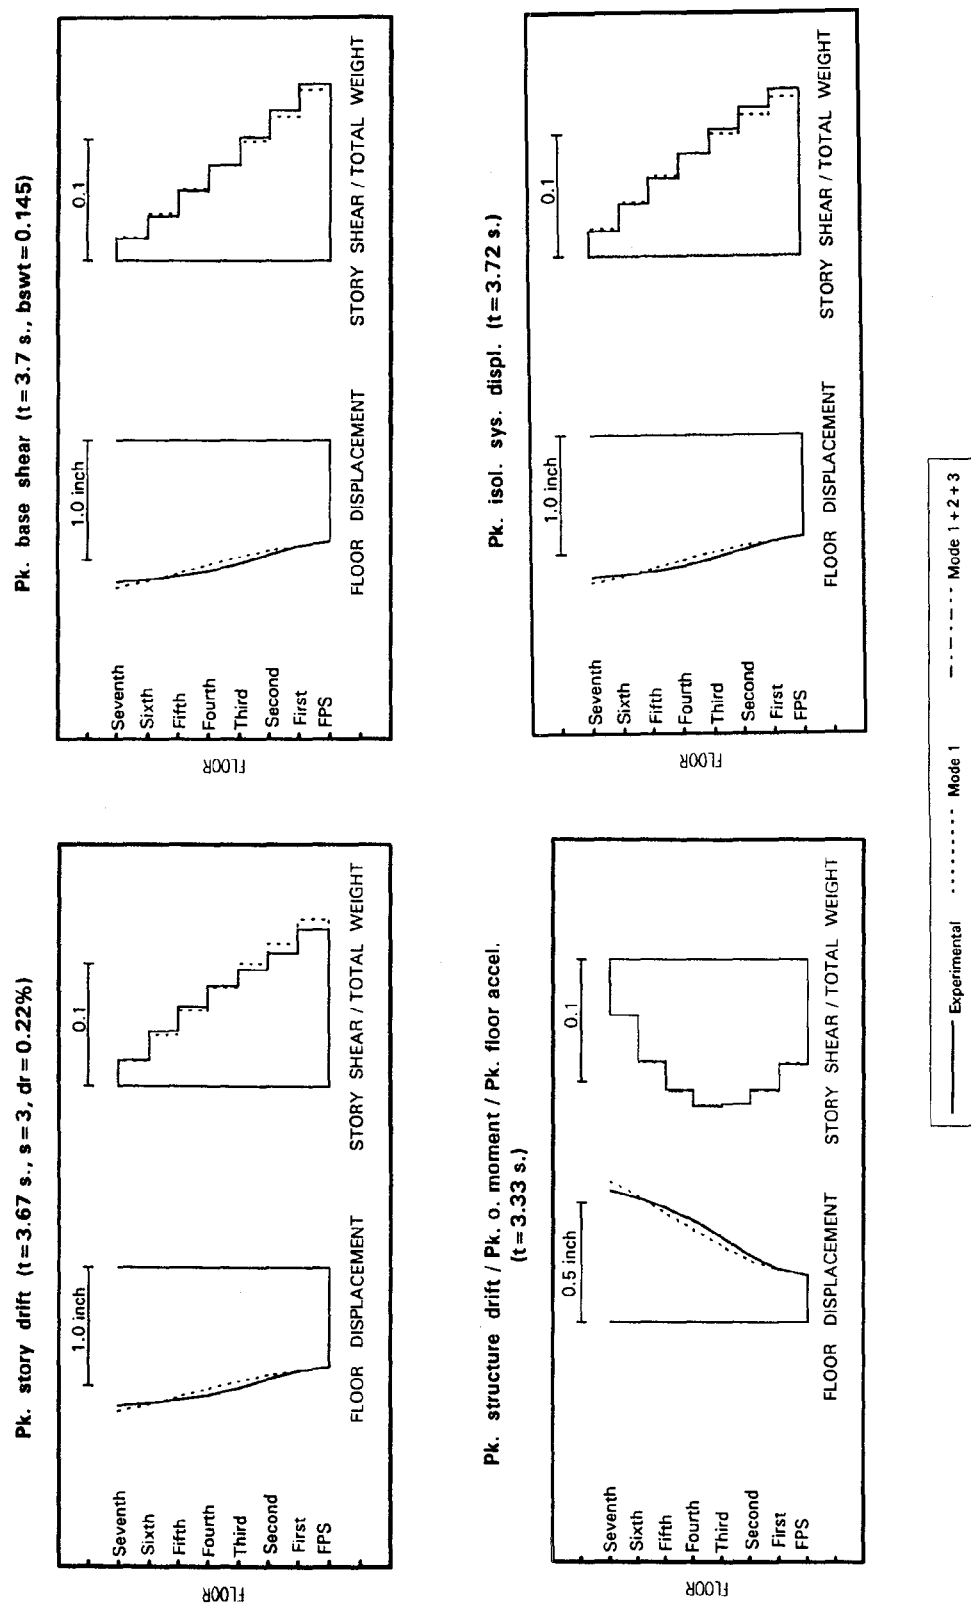 Pk. story drift (t=3.67 s., s=3, dr=0.22%)
FLOOR
Seventh
Sixth
Fifth
Fourth
Third
Second
First
FPS
1.0 inch
FLOOR DISPLACEMENT
0.1
STORY SHEAR / TOTAL WEIGHT
Pk. base shear (t=3.7 s., bswt=0.145)
FLOOR
Seventh
Sixth
Fifth
Fourth
Third
Second
First
FPS
1.0 inch
FLOOR DISPLACEMENT
0.1
STORY SHEAR / TOTAL WEIGHT
Pk. structure drift / Pk. o. moment / Pk. floor accel.
(t=3.33 s.)
FLOOR
Seventh
Sixth
Fifth
Fourth
Third
Second
First
FPS
0.5 inch
FLOOR DISPLACEMENT
0.1
STORY SHEAR / TOTAL WEIGHT
Pk. isol. sys. displ. (t=3.72 s.)
FLOOR
Seventh
Sixth
Fifth
Fourth
Third
Second
First
FPS
1.0 inch
FLOOR DISPLACEMENT
0.1
STORY SHEAR / TOTAL WEIGHT
Experimental Mode 1 Mode 1+2+3